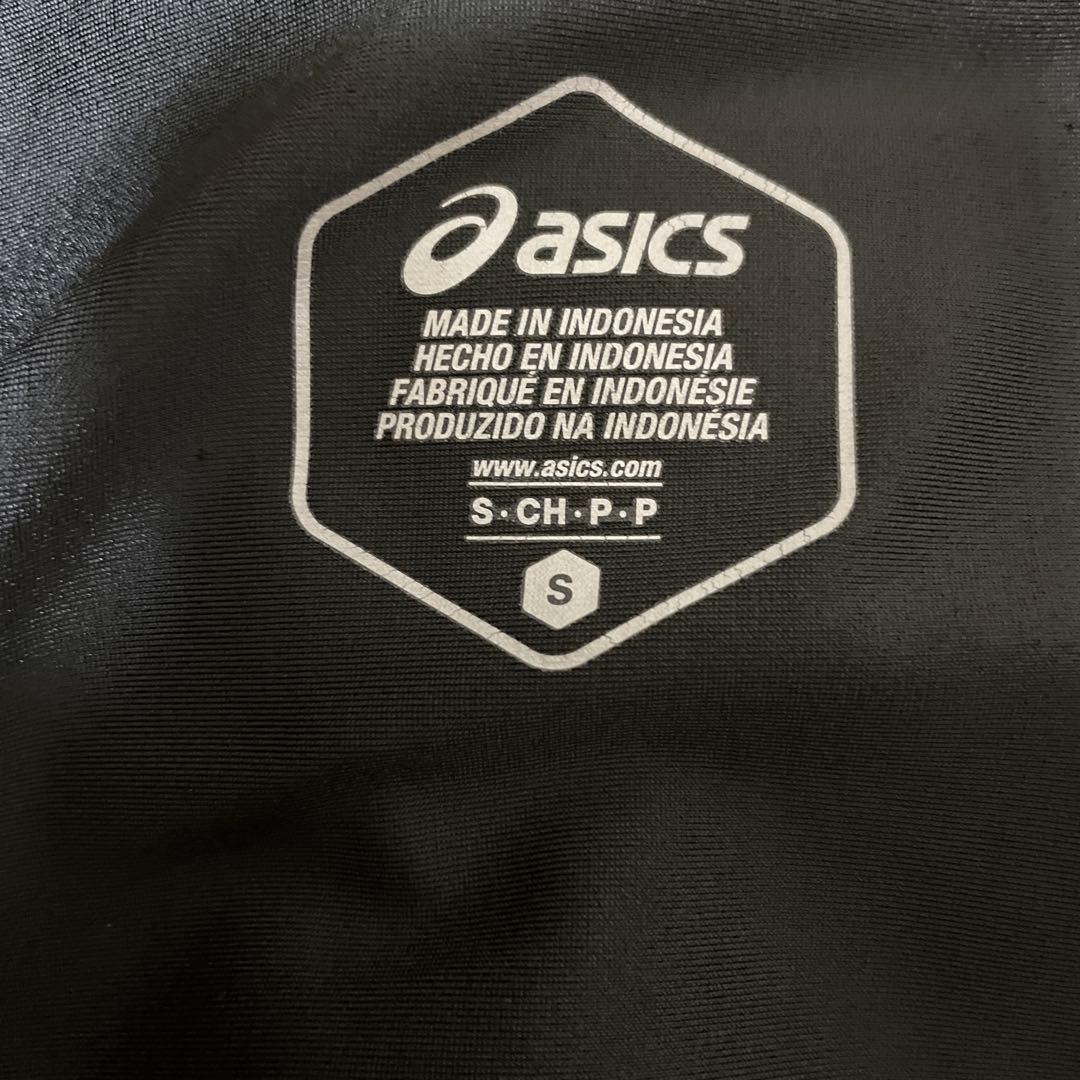 asics
MADE IN INDONESIA
HECHO EN INDONESIA
FABRIQUÉ EN INDONÉSIE
PRODUZIDO NA INDONÉSIA
www.asics.com
S·CH·P·P
S